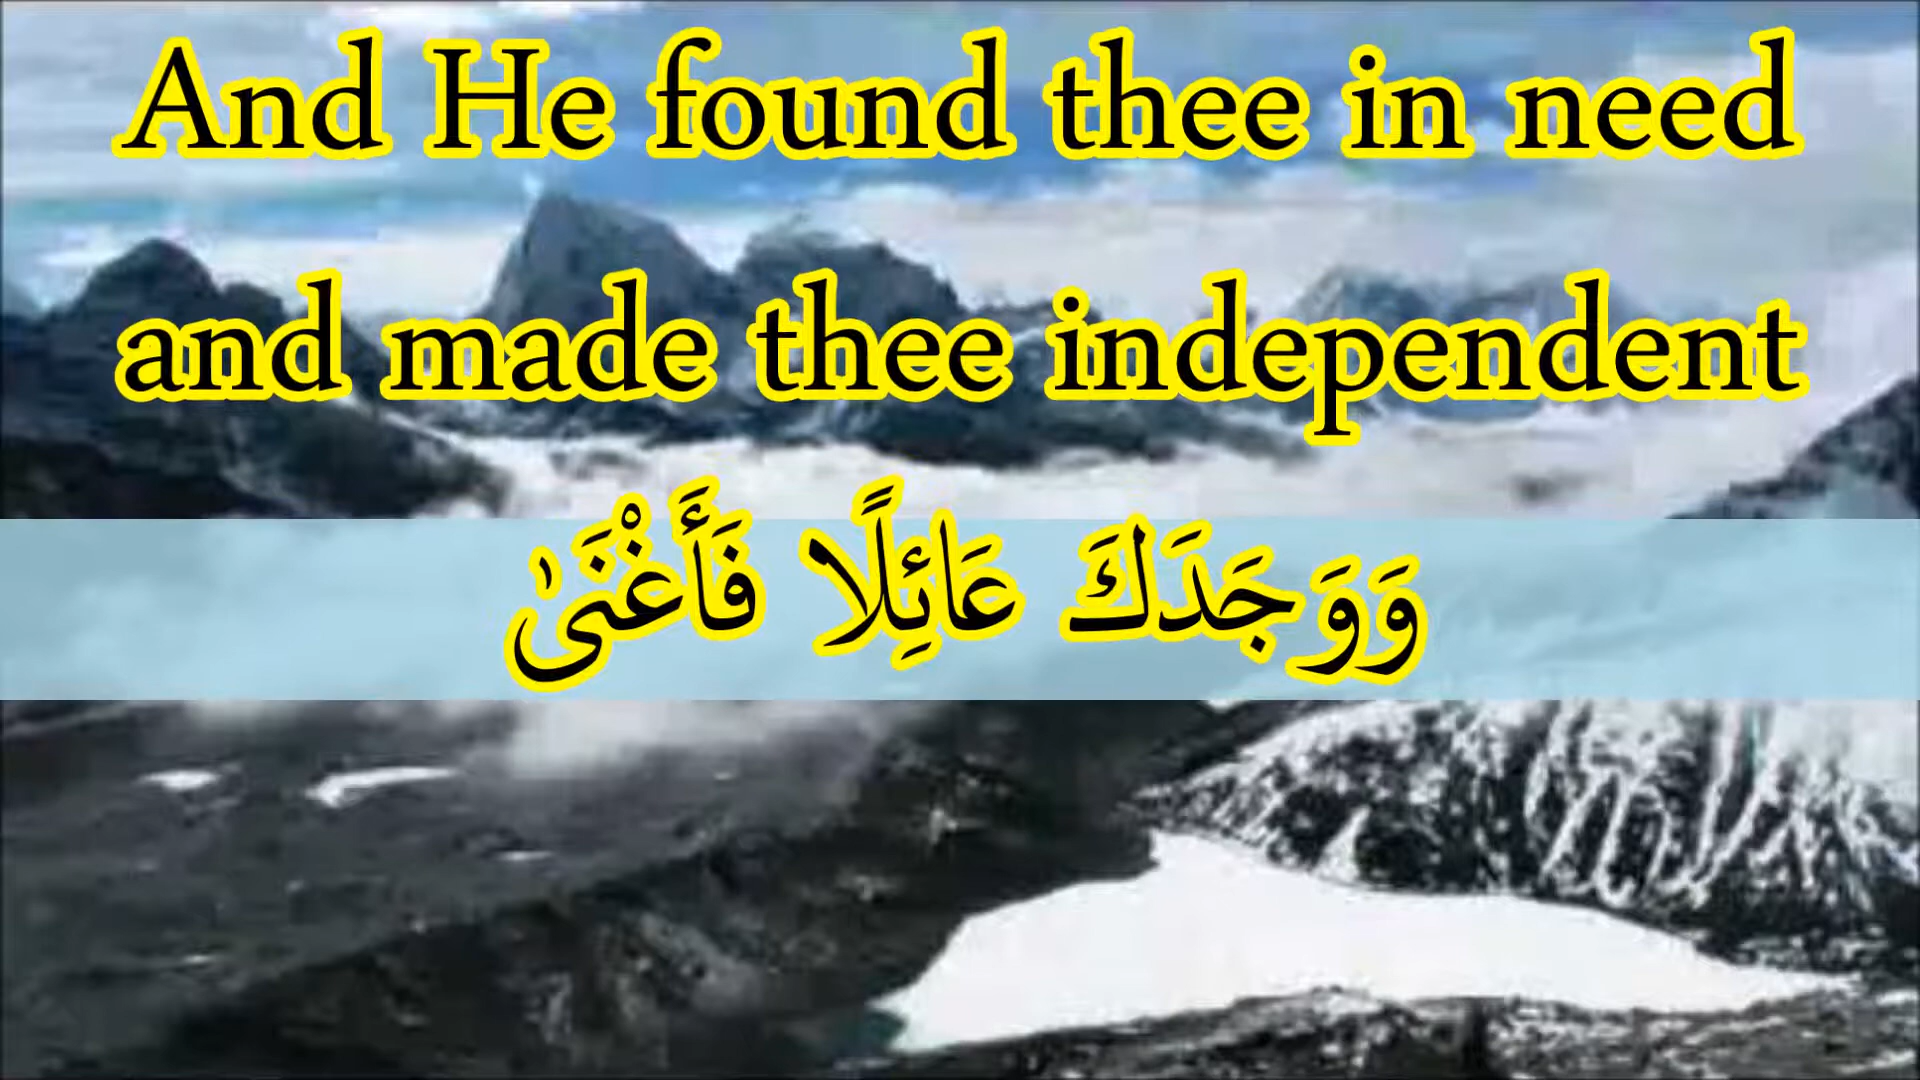 And He found thee in need
and made thee independent
وَوَجَدَكَ عَائِلًا فَأَغْنَىٰ